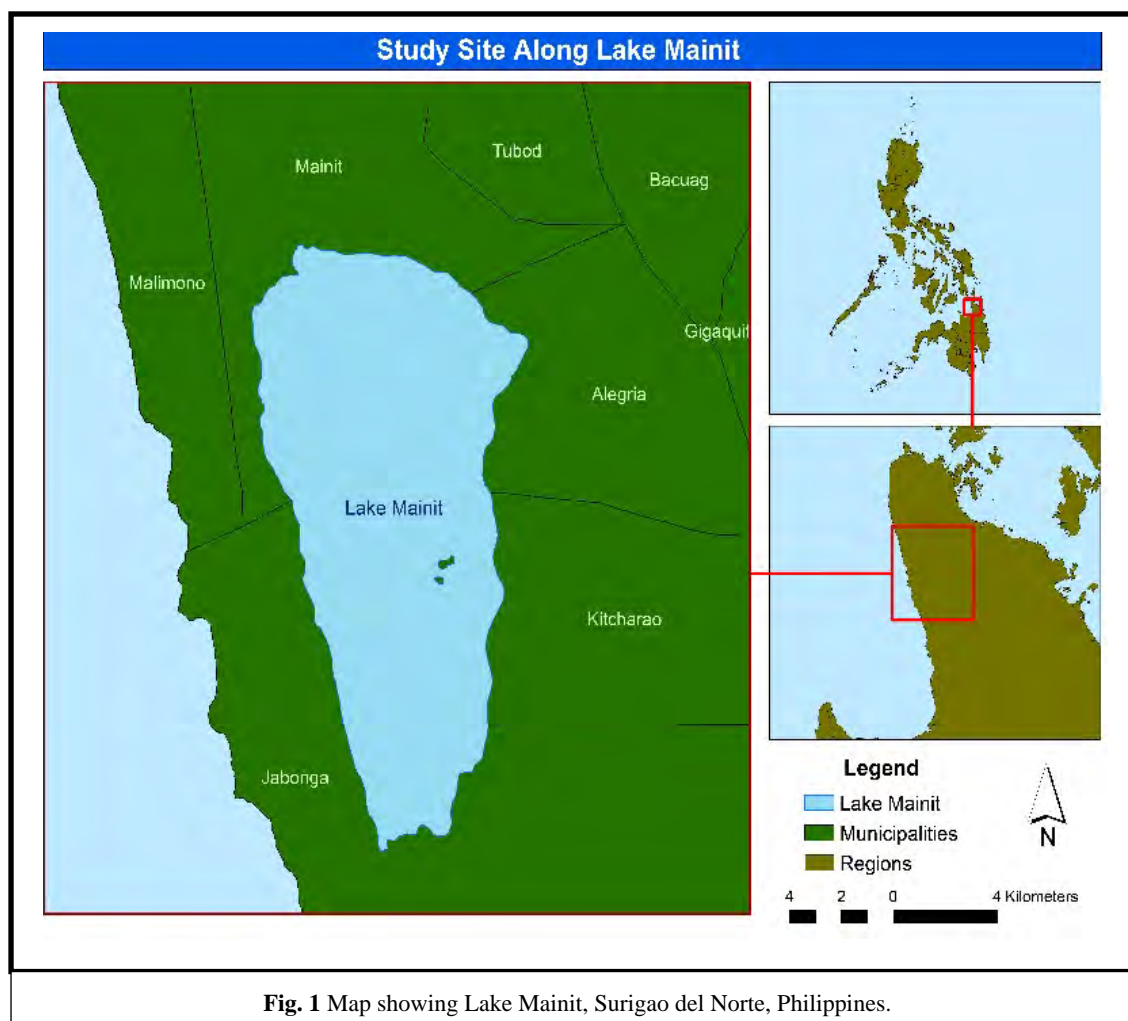 Study Site Along Lake Mainit
Mainit
Tubod
Bacuag
Malimono
Gigaquif
Alegria
Lake Mainit
Kitcharao
Jabonga
Legend
Lake Mainit
Municipalities
Regions
N
4 2 0 4 Kilometers
Fig. 1 Map showing Lake Mainit, Surigao del Norte, Philippines.